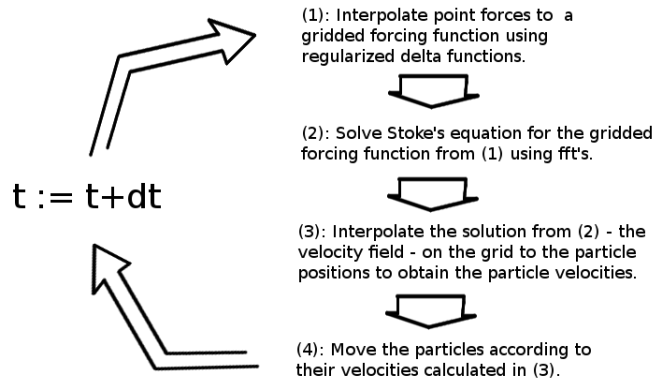 (1): Interpolate point forces to a
gridded forcing function using
regularized delta functions.
(2): Solve Stoke's equation for the gridded
forcing function from (1) using fft's.
t := t+dt
(3): Interpolate the solution from (2) - the
velocity field - on the grid to the particle
positions to obtain the particle velocities.
(4): Move the particles according to
their velocities calculated in (3).